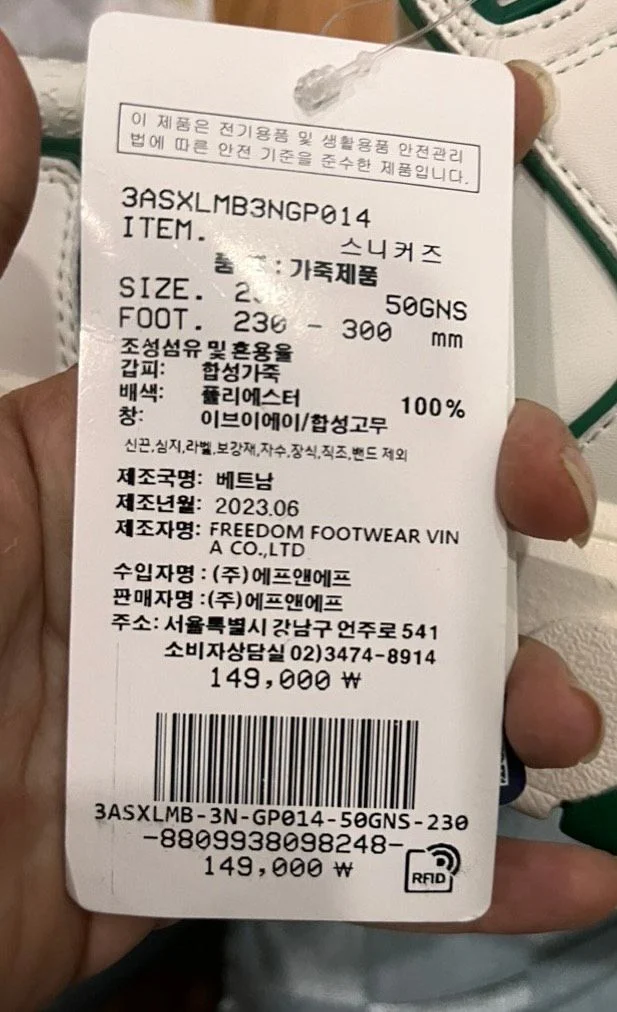 이 제품은 전기용품 및 생활용품 안전관리
법에 따른 안전 기준을 준수한 제품입니다.
3ASXLMB3NGP014
ITEM. 스니커즈
: 가죽제품
SIZE. 50GNS
FOOT. 230 - 300 mm
조성섬유 및 혼용율
갑피: 합성가죽
배색: 폴리에스터 100%
창: 이브이에이/합성고무
신끈,심지,라벨,보강재,자수,장식,직조,밴드 제외
제조국명: 베트남
제조년월: 2023.06
제조자명: FREEDOM FOOTWEAR VIN
A CO.,LTD
수입자명 : (주)에프앤에프
판매자명 :(주)에프앤에프
주소: 서울특별시 강남구 언주로 541
소비자상담실 02)3474-8914
149,000 ₩
3ASXLMB-3N-GP014-50GNS-230
-8809938098248-
149,000 ₩
RFID